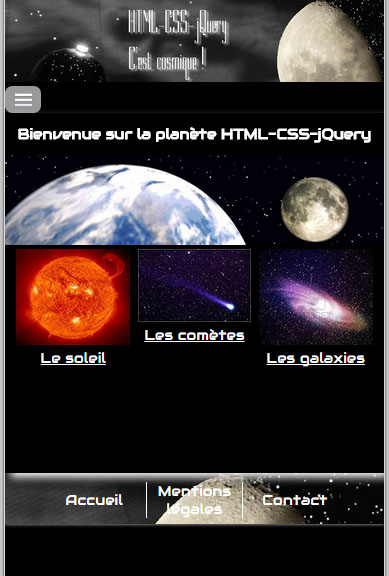 HTML-CSS-jQuery
C'est cosmique !
Bienvenue sur la planète HTML-CSS-jQuery
Le soleil
Les comètes
Les galaxies
Accueil
Mentions
légales
Contact